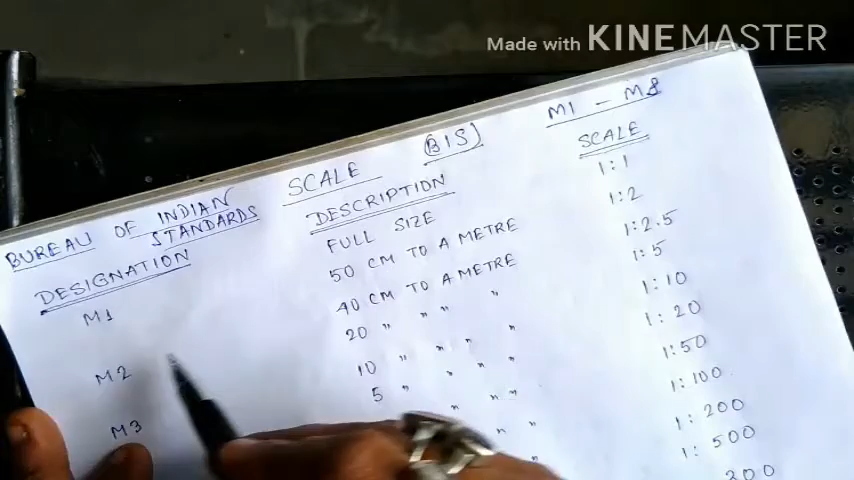 Made with KINEMASTER
SCALE (BIS) M1 - M8
BUREAU OF INDIAN STANDARDS
DESIGNATION DESCRIPTION SCALE
M1 FULL SIZE 1:1
50 CM TO A METRE 1:2
40 CM TO A METRE 1:2.5
M2 20 " " " " 1:5
10 " " " " 1:10
M3 5 " " " " 1:20
" " " 1:50
" " 1:100
" 1:200
1:500
200